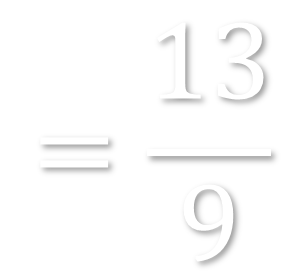 = 13/9